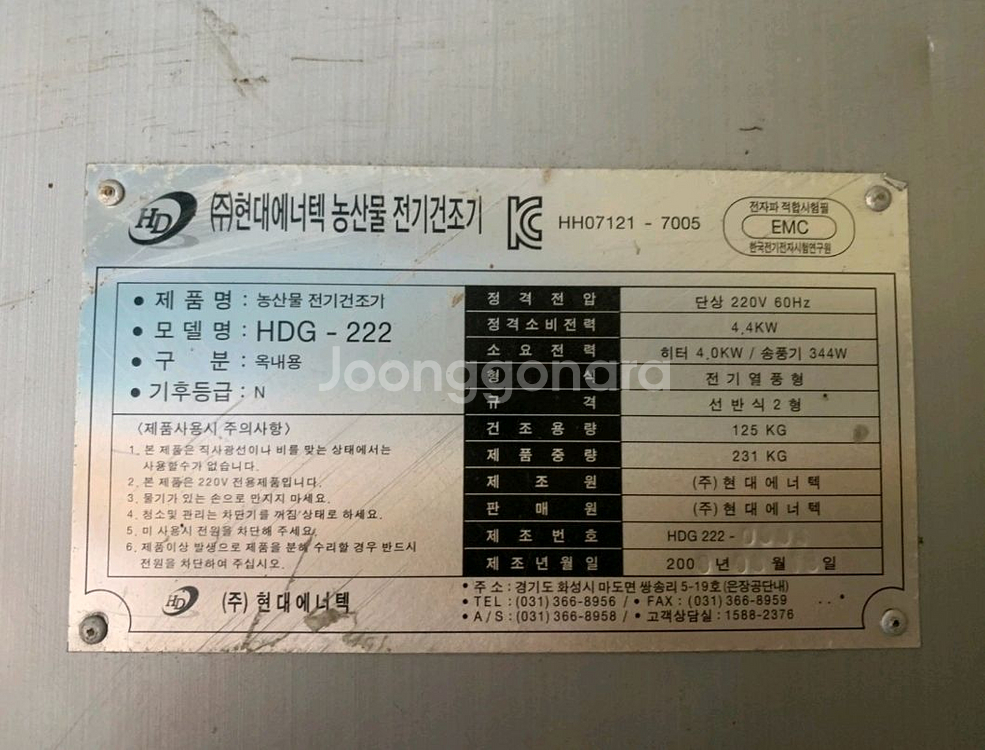 HD (주)현대에너텍 농산물 전기건조기 KC HH07121 - 7005
전자파 적합시험필
EMC
한국전기전자시험연구원
• 제 품 명 : 농산물 전기건조기
• 모 델 명 : HDG - 222
• 구 분 : 옥내용
• 기후등급 : N
<제품사용시 주의사항>
1. 본 제품은 직사광선이나 비를 맞는 상태에서는
사용할수가 없습니다.
2. 본 제품은 220V 전용제품입니다.
3. 물기가 있는 손으로 만지지 마세요.
4. 청소및 관리는 차단기를 꺼짐 상태로 하세요.
5. 미 사용시 전원을 차단해 주세요.
6. 제품이상 발생으로 제품을 분해 수리할 경우 반드시
전원을 차단하여 주십시오.
정 격 전 압 단상 220V 60Hz
정격소비전력 4.4KW
소 요 전 력 히터 4.0KW / 송풍기 344W
형 식 전 기 열 풍 형
규 격 선 반 식 2 형
건 조 용 량 125 KG
제 품 중 량 231 KG
제 조 원 (주) 현 대 에 너 텍
판 매 원 (주) 현 대 에 너 텍
제 조 번 호 HDG 222 -
제 조 년 월 일 200 년 월 일
Joonggonara
HD (주) 현 대 에 너 텍
• 주 소 : 경기도 화성시 마도면 쌍송리 5-19호 (은장공단내)
• TEL : (031) 366-8956 / • FAX : (031) 366-8959
• A/S : (031) 366-8958 / • 고객상담실 : 1588-2376